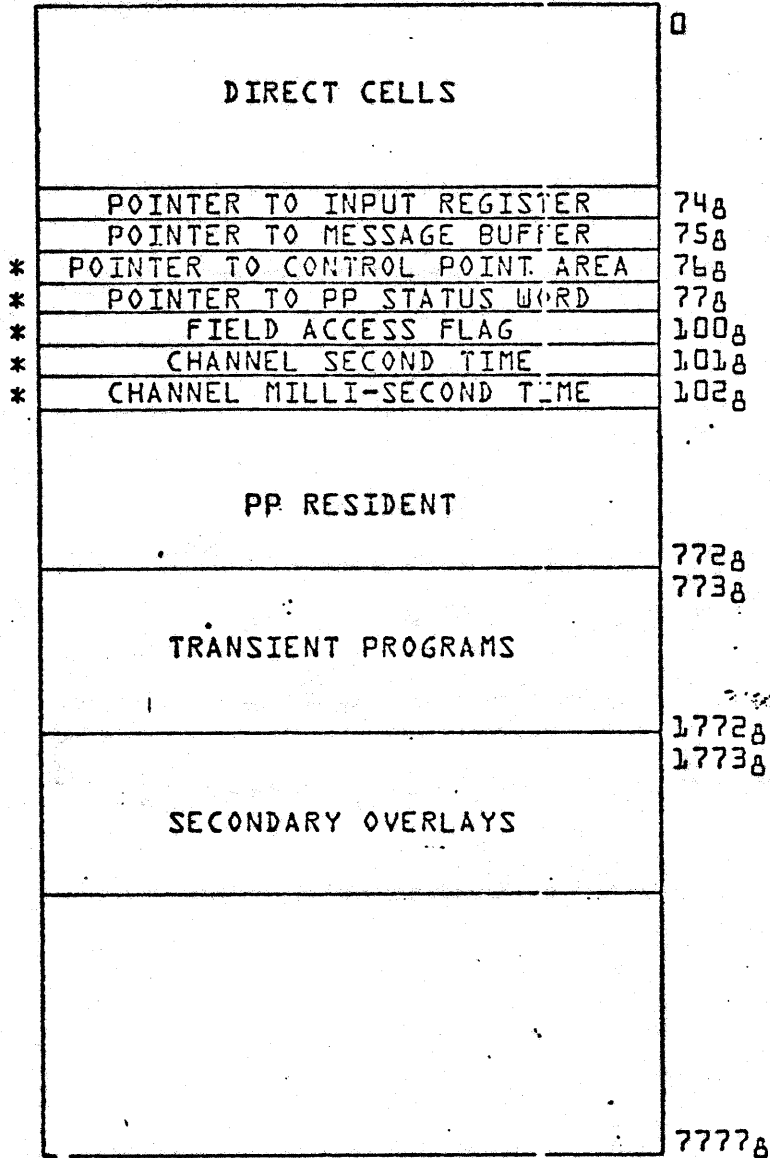 0
DIRECT CELLS
POINTER TO INPUT REGISTER 74₈
POINTER TO MESSAGE BUFFER 75₈
* POINTER TO CONTROL POINT AREA 76₈
* POINTER TO PP STATUS WORD 77₈
* FIELD ACCESS FLAG 100₈
* CHANNEL SECOND TIME 101₈
* CHANNEL MILLI-SECOND TIME 102₈
PP RESIDENT
772₈
773₈
TRANSIENT PROGRAMS
1772₈
1773₈
SECONDARY OVERLAYS
7777₈